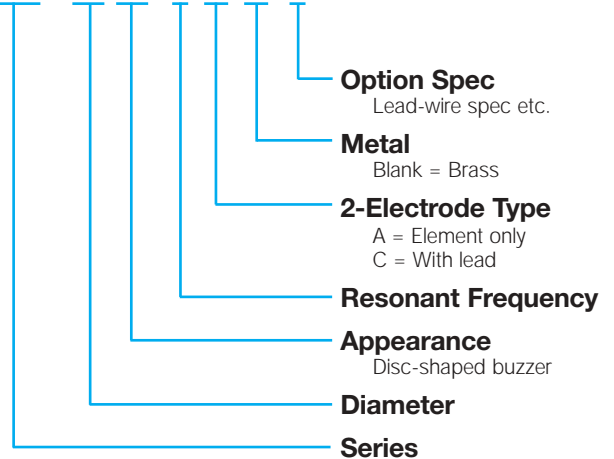 Option Spec
Lead-wire spec etc.
Metal
Blank = Brass
2-Electrode Type
A = Element only
C = With lead
Resonant Frequency
Appearance
Disc-shaped buzzer
Diameter
Series